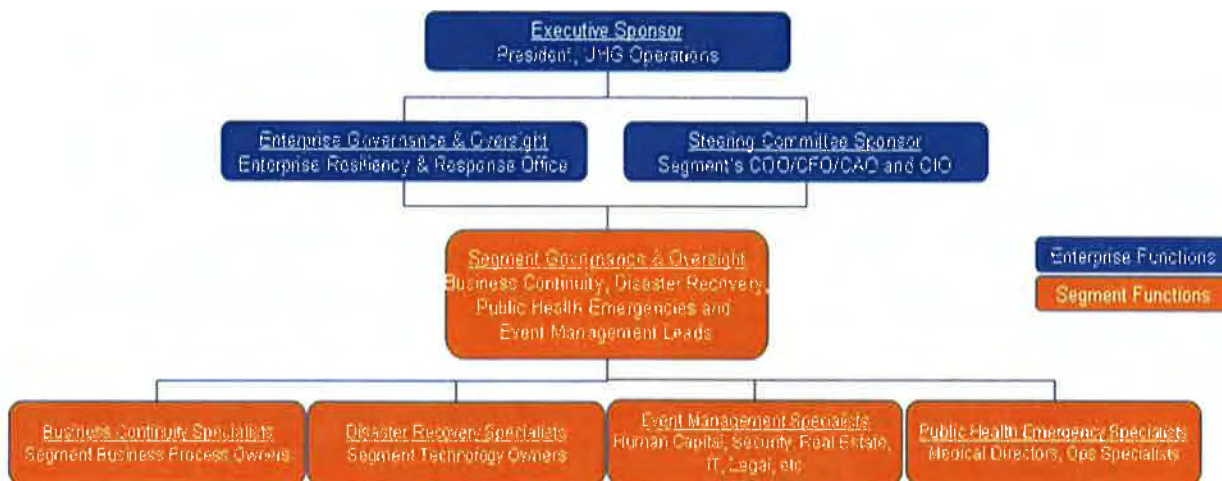 Executive Sponsor
President, UHG Operations
Enterprise Governance & Oversight
Enterprise Resiliency & Response Office
Steering Committee Sponsor
Segment's COO/CFO/CAO and CIO
Segment Governance & Oversight
Business Continuity, Disaster Recovery,
Public Health Emergencies and
Event Management Leads
Enterprise Functions
Segment Functions
Business Continuity Specialists
Segment Business Process Owners
Disaster Recovery Specialists
Segment Technology Owners
Event Management Specialists
Human Capital, Security, Real Estate,
IT, Legal, etc
Public Health Emergency Specialists
Medical Directors, Ops Specialists